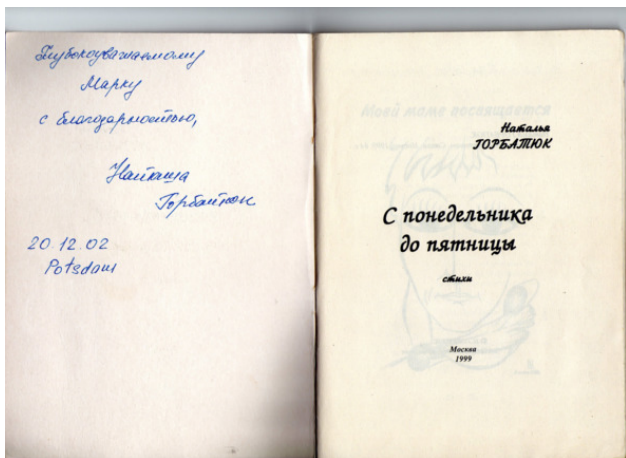 Глубокоуважаемому
Марку
с благодарностью,
Наташа
Горбатюк
20.12.02
Potsdam
Моей маме посвящается
Наталья
ГОРБАТЮК
С понедельника
до пятницы
стихи
Москва
1999